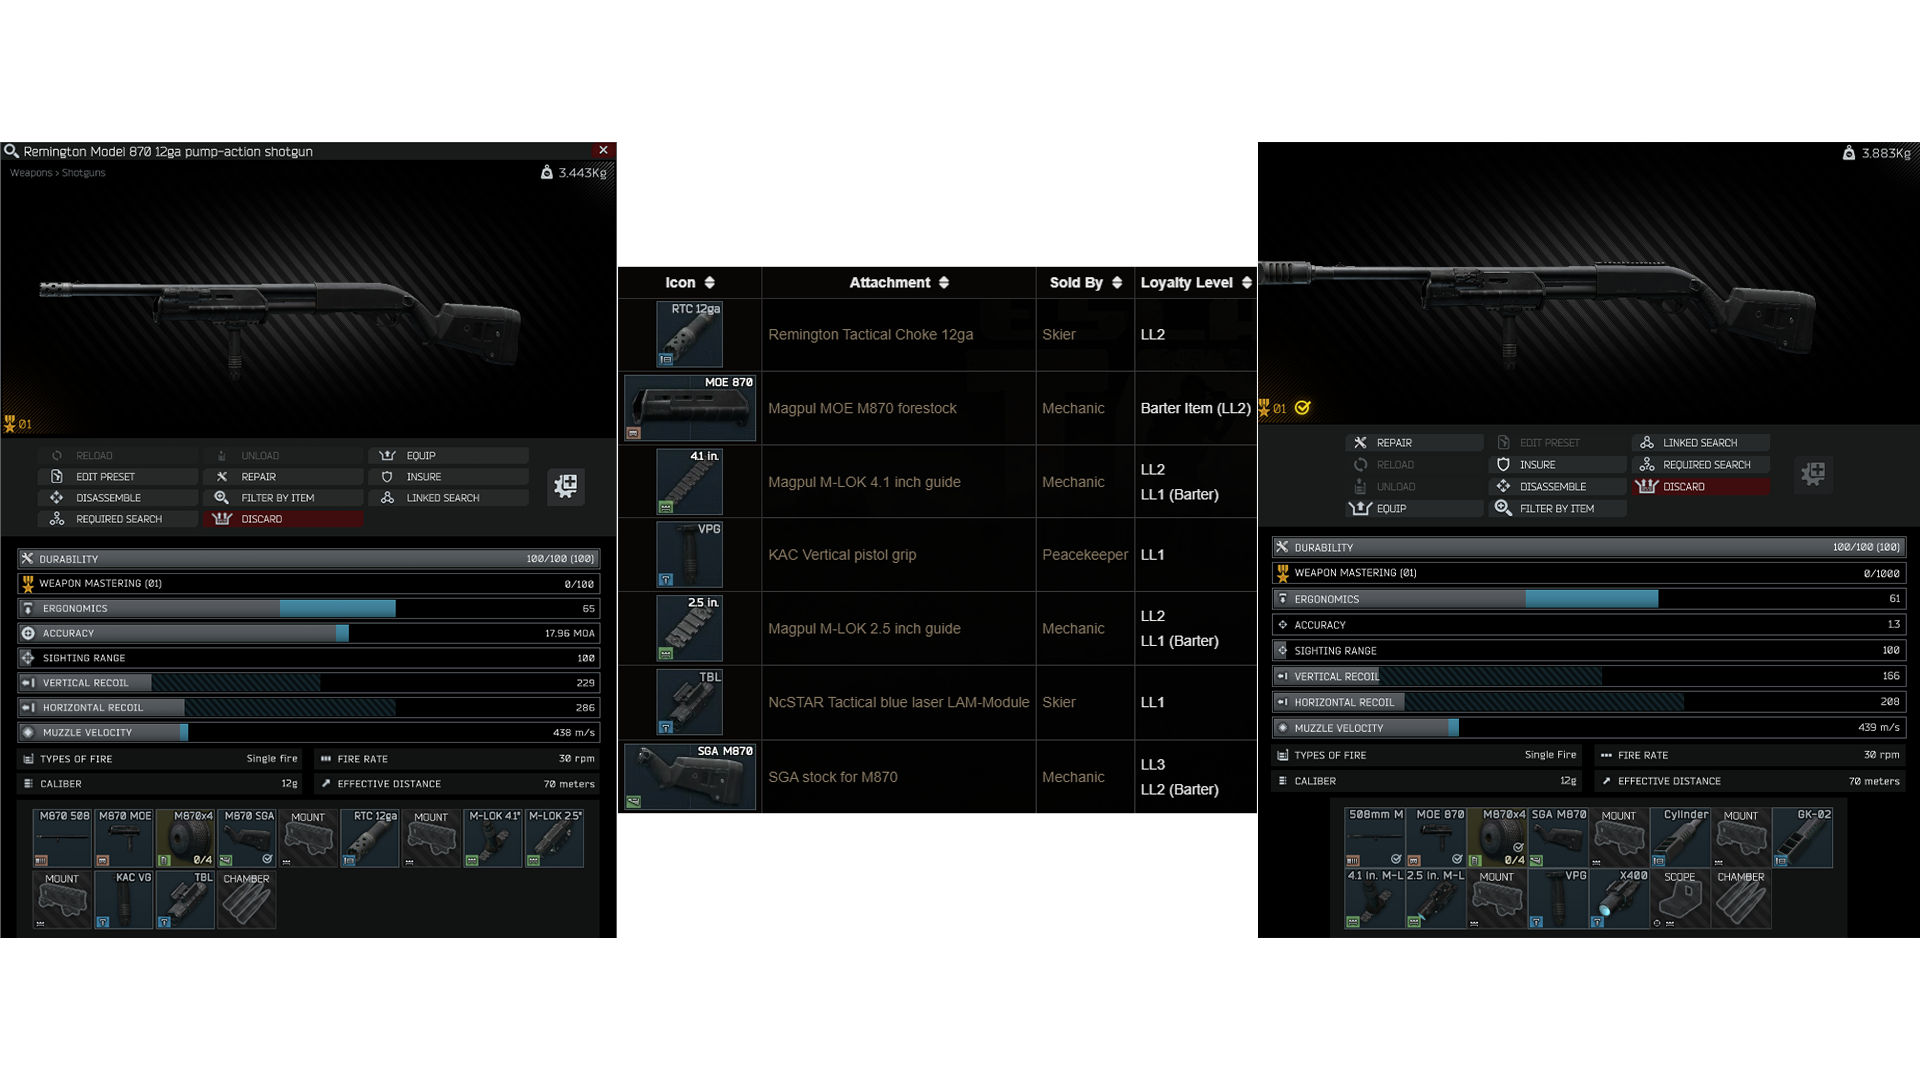 Remington Model 870 12ga pump-action shotgun
Weapons > Shotguns
3.443Kg
01
RELOAD
UNLOAD
EQUIP
EDIT PRESET
REPAIR
INSURE
DISASSEMBLE
FILTER BY ITEM
LINKED SEARCH
REQUIRED SEARCH
DISCARD
DURABILITY 100/100 (100)
WEAPON MASTERING (01) 0/100
ERGONOMICS 65
ACCURACY 17.96 MOA
SIGHTING RANGE 100
VERTICAL RECOIL 229
HORIZONTAL RECOIL 286
MUZZLE VELOCITY 438 m/s
TYPES OF FIRE Single fire
FIRE RATE 30 rpm
CALIBER 12g
EFFECTIVE DISTANCE 70 meters
M870 508
M870 MOE
M870x4
0/4
M870 SGA
MOUNT
RTC 12ga
MOUNT
M-LOK 4.1"
M-LOK 2.5"
MOUNT
KAC VG
TBL
CHAMBER
Icon Attachment Sold By Loyalty Level
RTC 12ga
Remington Tactical Choke 12ga Skier LL2
MOE 870
Magpul MOE M870 forestock Mechanic Barter Item (LL2)
4.1 in.
Magpul M-LOK 4.1 inch guide Mechanic LL2
LL1 (Barter)
VPG
KAC Vertical pistol grip Peacekeeper LL1
2.5 in.
Magpul M-LOK 2.5 inch guide Mechanic LL2
LL1 (Barter)
TBL
NcSTAR Tactical blue laser LAM-Module Skier LL1
SGA M870
SGA stock for M870 Mechanic LL3
LL2 (Barter)
3.883Kg
01
REPAIR
EDIT PRESET
LINKED SEARCH
RELOAD
INSURE
REQUIRED SEARCH
UNLOAD
DISASSEMBLE
DISCARD
EQUIP
FILTER BY ITEM
DURABILITY 100/100 (100)
WEAPON MASTERING (01) 0/1000
ERGONOMICS 61
ACCURACY 1.3
SIGHTING RANGE 100
VERTICAL RECOIL 166
HORIZONTAL RECOIL 208
MUZZLE VELOCITY 439 m/s
TYPES OF FIRE Single Fire
FIRE RATE 30 rpm
CALIBER 12g
EFFECTIVE DISTANCE 70 meters
508mm M
MOE 870
M870x4
0/4
SGA M870
MOUNT
Cylinder
MOUNT
GK-02
4.1 in. M-L
2.5 in. M-L
MOUNT
VPG
X400
SCOPE
CHAMBER